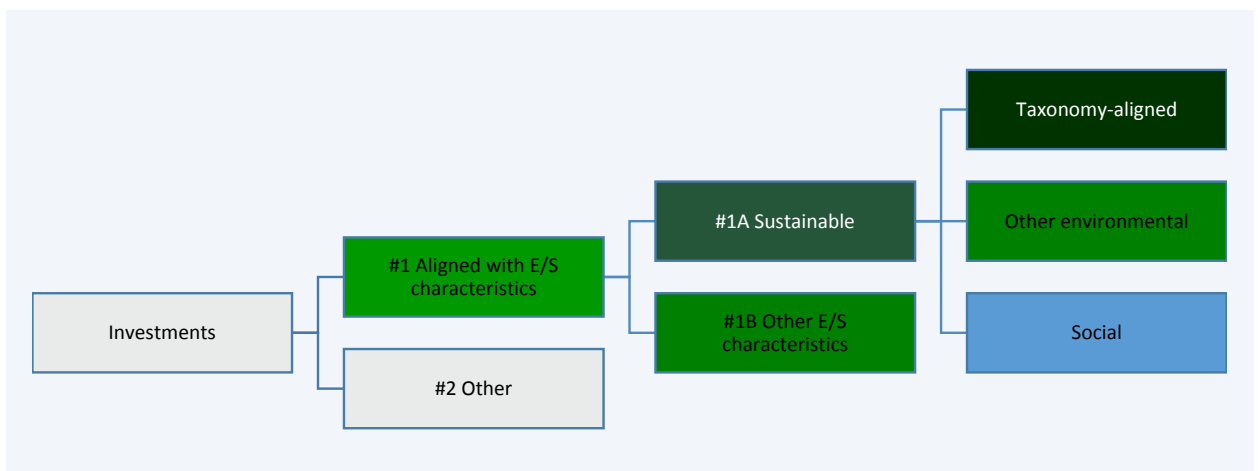 Investments
#1 Aligned with E/S
characteristics
#2 Other
#1A Sustainable
#1B Other E/S
characteristics
Taxonomy-aligned
Other environmental
Social